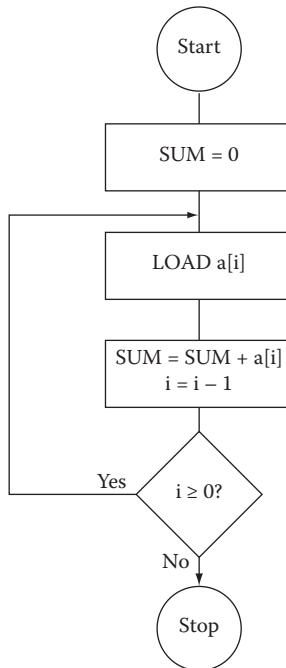 Start
SUM = 0
LOAD a[i]
SUM = SUM + a[i]
i = i – 1
i ≥ 0?
Yes
No
Stop